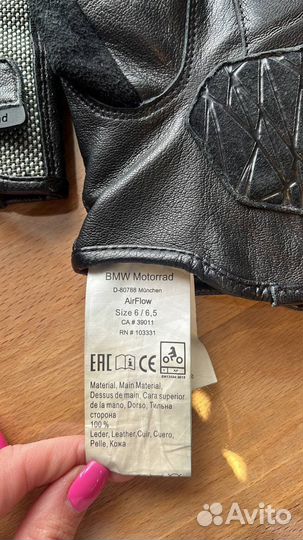 BMW Motorrad
D-80788 München
AirFlow
Size 6 / 6,5
CA # 39011
RN # 103331
EAC CE
Material, Main Material,
Dessus de main, Cara superior
de la mano, Dorso, Тильна
сторона
100 %
Leder, Leather,Cuir, Cuero,
Pelle, Кожа
Avito